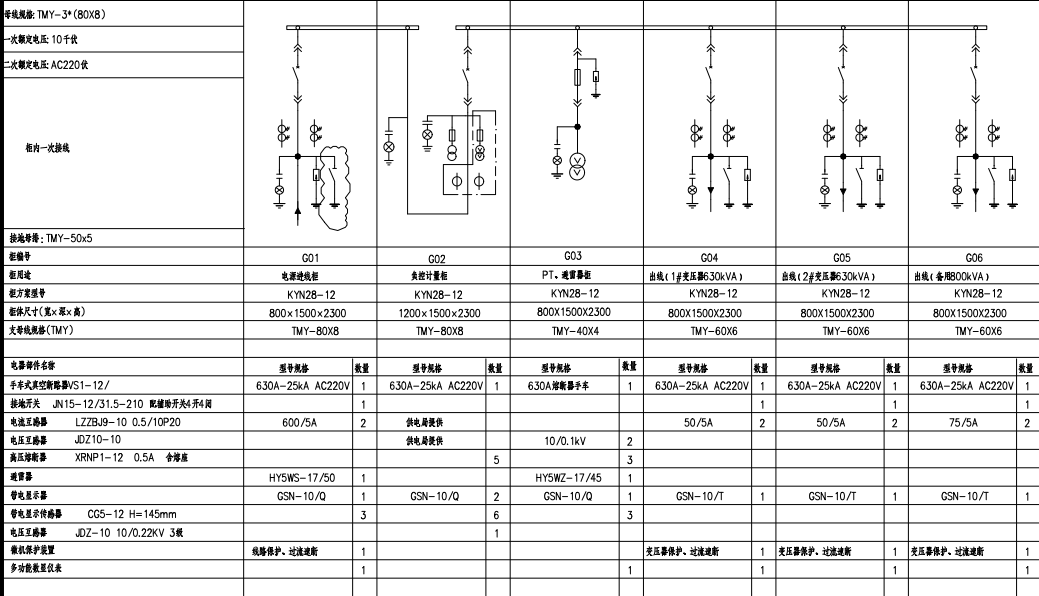 母线规格: TMY-3*(80X8)
一次额定电压: 10千伏
二次额定电压: AC220伏
柜内一次接线
接地母排: TMY-50x5
柜编号 G01 G02 G03 G04 G05 G06
柜用途 电源进线柜 负控计量柜 PT、避雷器柜 出线(1#变压器630kVA) 出线(2#变压器630kVA) 出线(备用800kVA)
柜方案型号 KYN28-12 KYN28-12 KYN28-12 KYN28-12 KYN28-12 KYN28-12
柜体尺寸(宽×深×高) 800×1500×2300 1200×1500×2300 800X1500X2300 800X1500X2300 800X1500X2300 800X1500X2300
支母线规格(TMY) TMY-80X8 TMY-80X8 TMY-40X4 TMY-60X6 TMY-60X6 TMY-60X6
电器部件名称 型号规格 数量 型号规格 数量 型号规格 数量 型号规格 数量 型号规格 数量 型号规格 数量
手车式真空断路器VS1-12/ 630A-25kA AC220V 1 630A-25kA AC220V 1 630A熔断器手车 1 630A-25kA AC220V 1 630A-25kA AC220V 1 630A-25kA AC220V 1
接地开关 JN15-12/31.5-210 配辅助开关4开4闭 1 1 1 1
电流互感器 LZZBJ9-10 0.5/10P20 600/5A 2 供电局提供 50/5A 2 50/5A 2 75/5A 2
电压互感器 JDZ10-10 供电局提供 10/0.1kV 2
高压熔断器 XRNP1-12 0.5A 含熔座 5 3
避雷器 HY5WS-17/50 1 HY5WZ-17/45 1
带电显示器 GSN-10/Q 1 GSN-10/Q 2 GSN-10/Q 1 GSN-10/T 1 GSN-10/T 1 GSN-10/T 1
带电显示传感器 CG5-12 H=145mm 3 6 3
电压互感器 JDZ-10 10/0.22KV 3级 1
微机保护装置 线路保护、过流速断 1 变压器保护、过流速断 1 变压器保护、过流速断 1 变压器保护、过流速断 1
多功能数显仪表 1 1 1 1 1